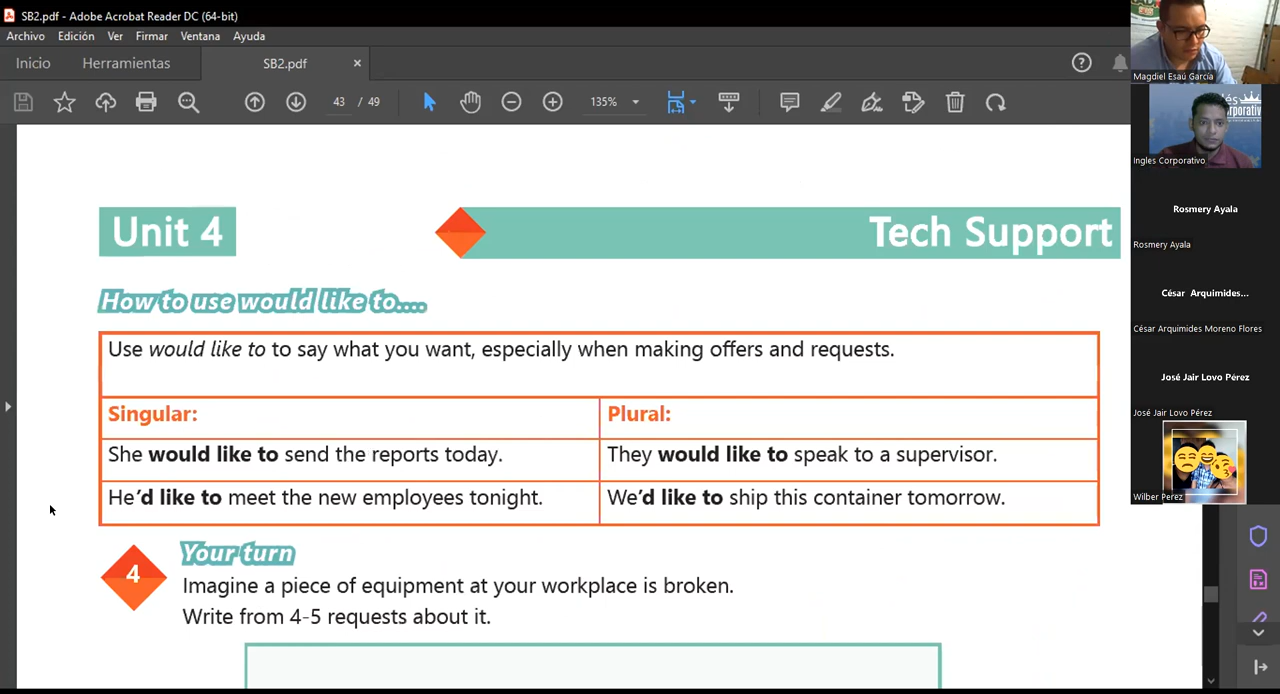 SB2.pdf - Adobe Acrobat Reader DC (64-bit)
Archivo Edición Ver Firmar Ventana Ayuda
Inicio Herramientas SB2.pdf ×
43 / 49 135%
Unit 4 Tech Support
How to use would like to....
Use would like to to say what you want, especially when making offers and requests.
Singular: Plural:
She would like to send the reports today. They would like to speak to a supervisor.
He'd like to meet the new employees tonight. We'd like to ship this container tomorrow.
4 Your turn
Imagine a piece of equipment at your workplace is broken.
Write from 4-5 requests about it.
Magdiel Esaú García
Ingles Corporativo
Rosmery Ayala
Rosmery Ayala
César Arquimides...
César Arquimides Moreno Flores
José Jair Lovo Pérez
José Jair Lovo Pérez
Wilber Perez